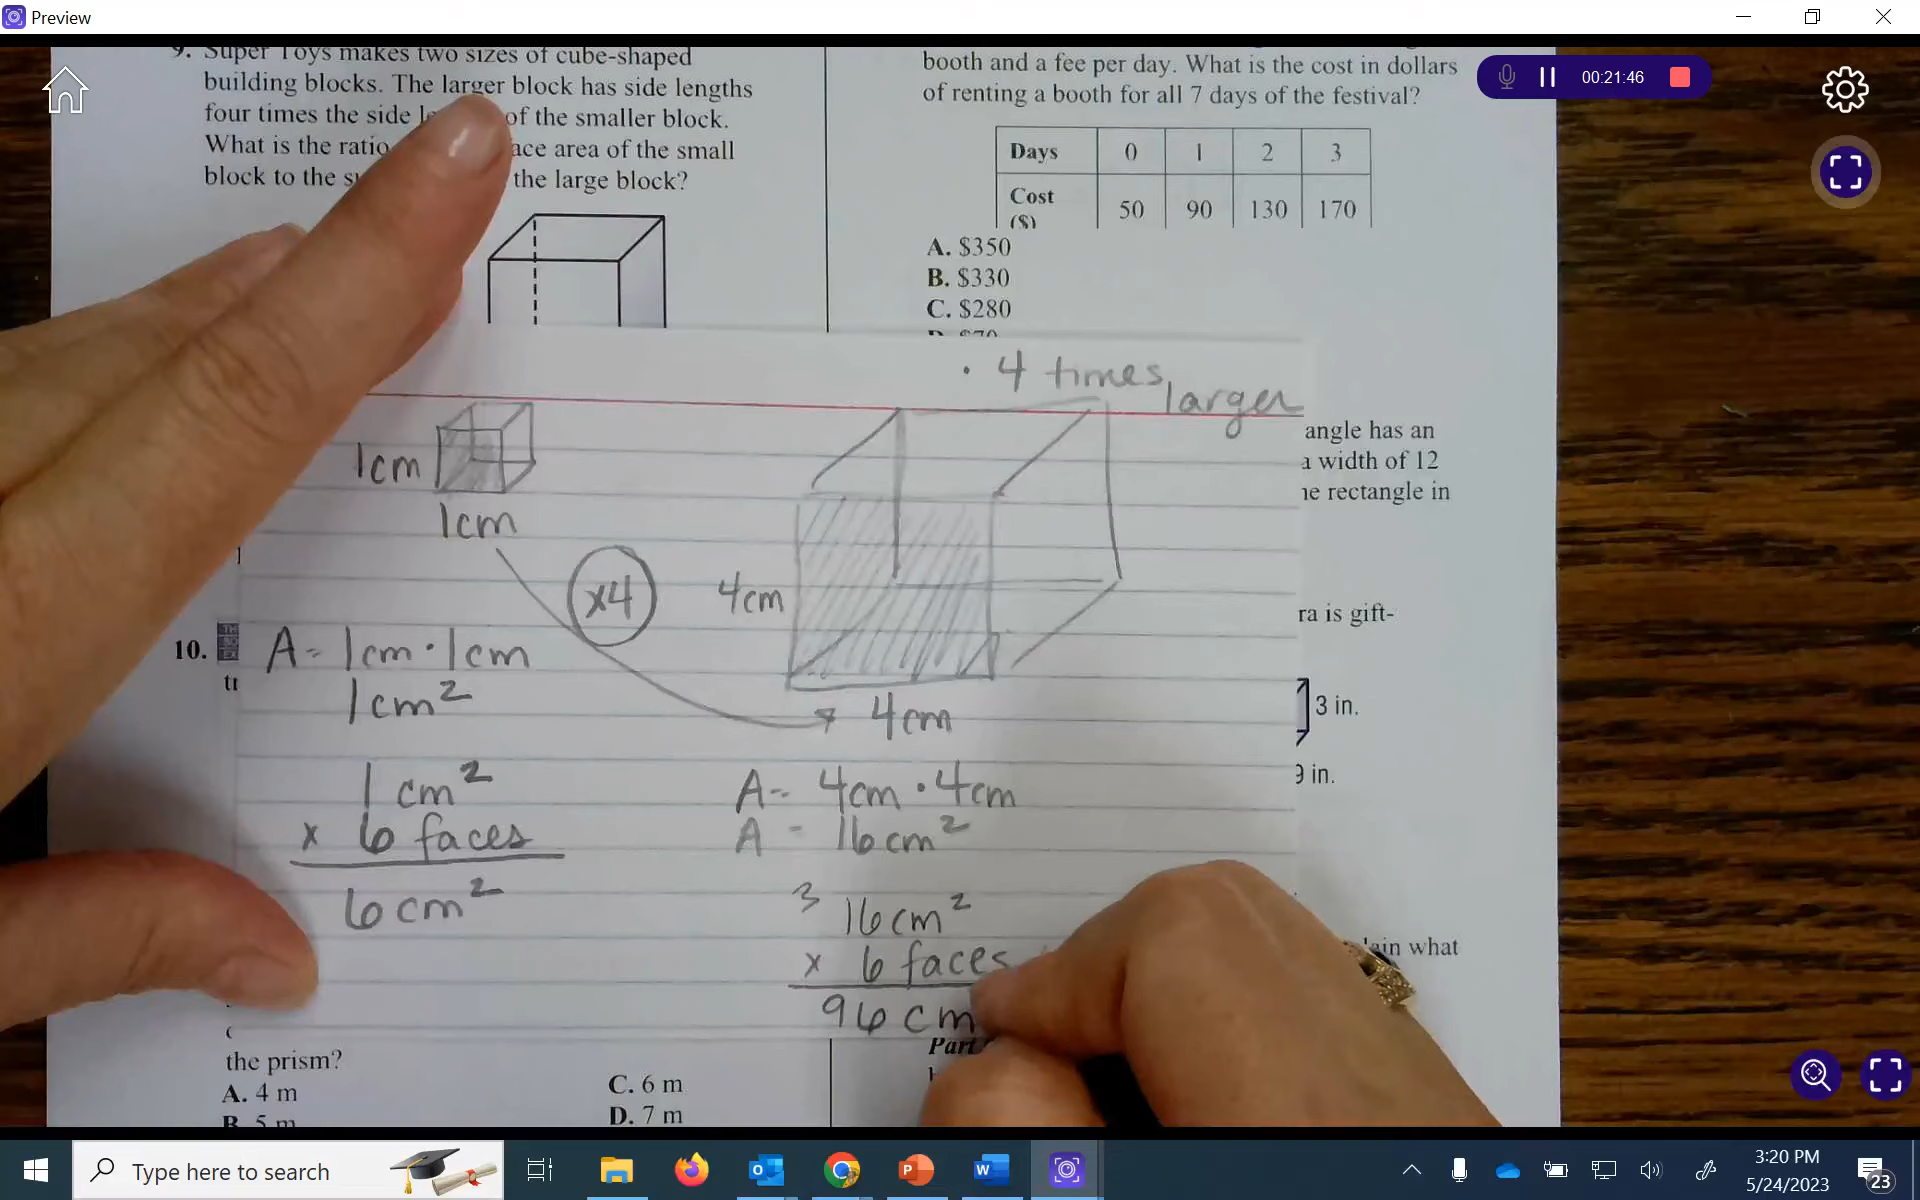 Preview
9. Super Toys makes two sizes of cube-shaped
building blocks. The larger block has side lengths
four times the side of the smaller block.
What is the ratio area of the small
block to the the large block?
booth and a fee per day. What is the cost in dollars
of renting a booth for all 7 days of the festival?
00:21:46
Days 0 1 2 3
Cost
($) 50 90 130 170
A. $350
B. $330
C. $280
D. $70
· 4 times
larger
1cm
1cm
x4
4cm
4cm
angle has an
a width of 12
rectangle in
ra is gift-
3 in.
9 in.
10.
A = 1cm · 1cm
1cm²
1 cm²
x 6 faces
6 cm²
A = 4cm · 4cm
A = 16cm²
3
16cm²
x 6 faces
96 cm
what
the prism?
A. 4 m
B. 5 m
C. 6 m
D. 7 m
Part
Type here to search
3:20 PM
5/24/2023
23